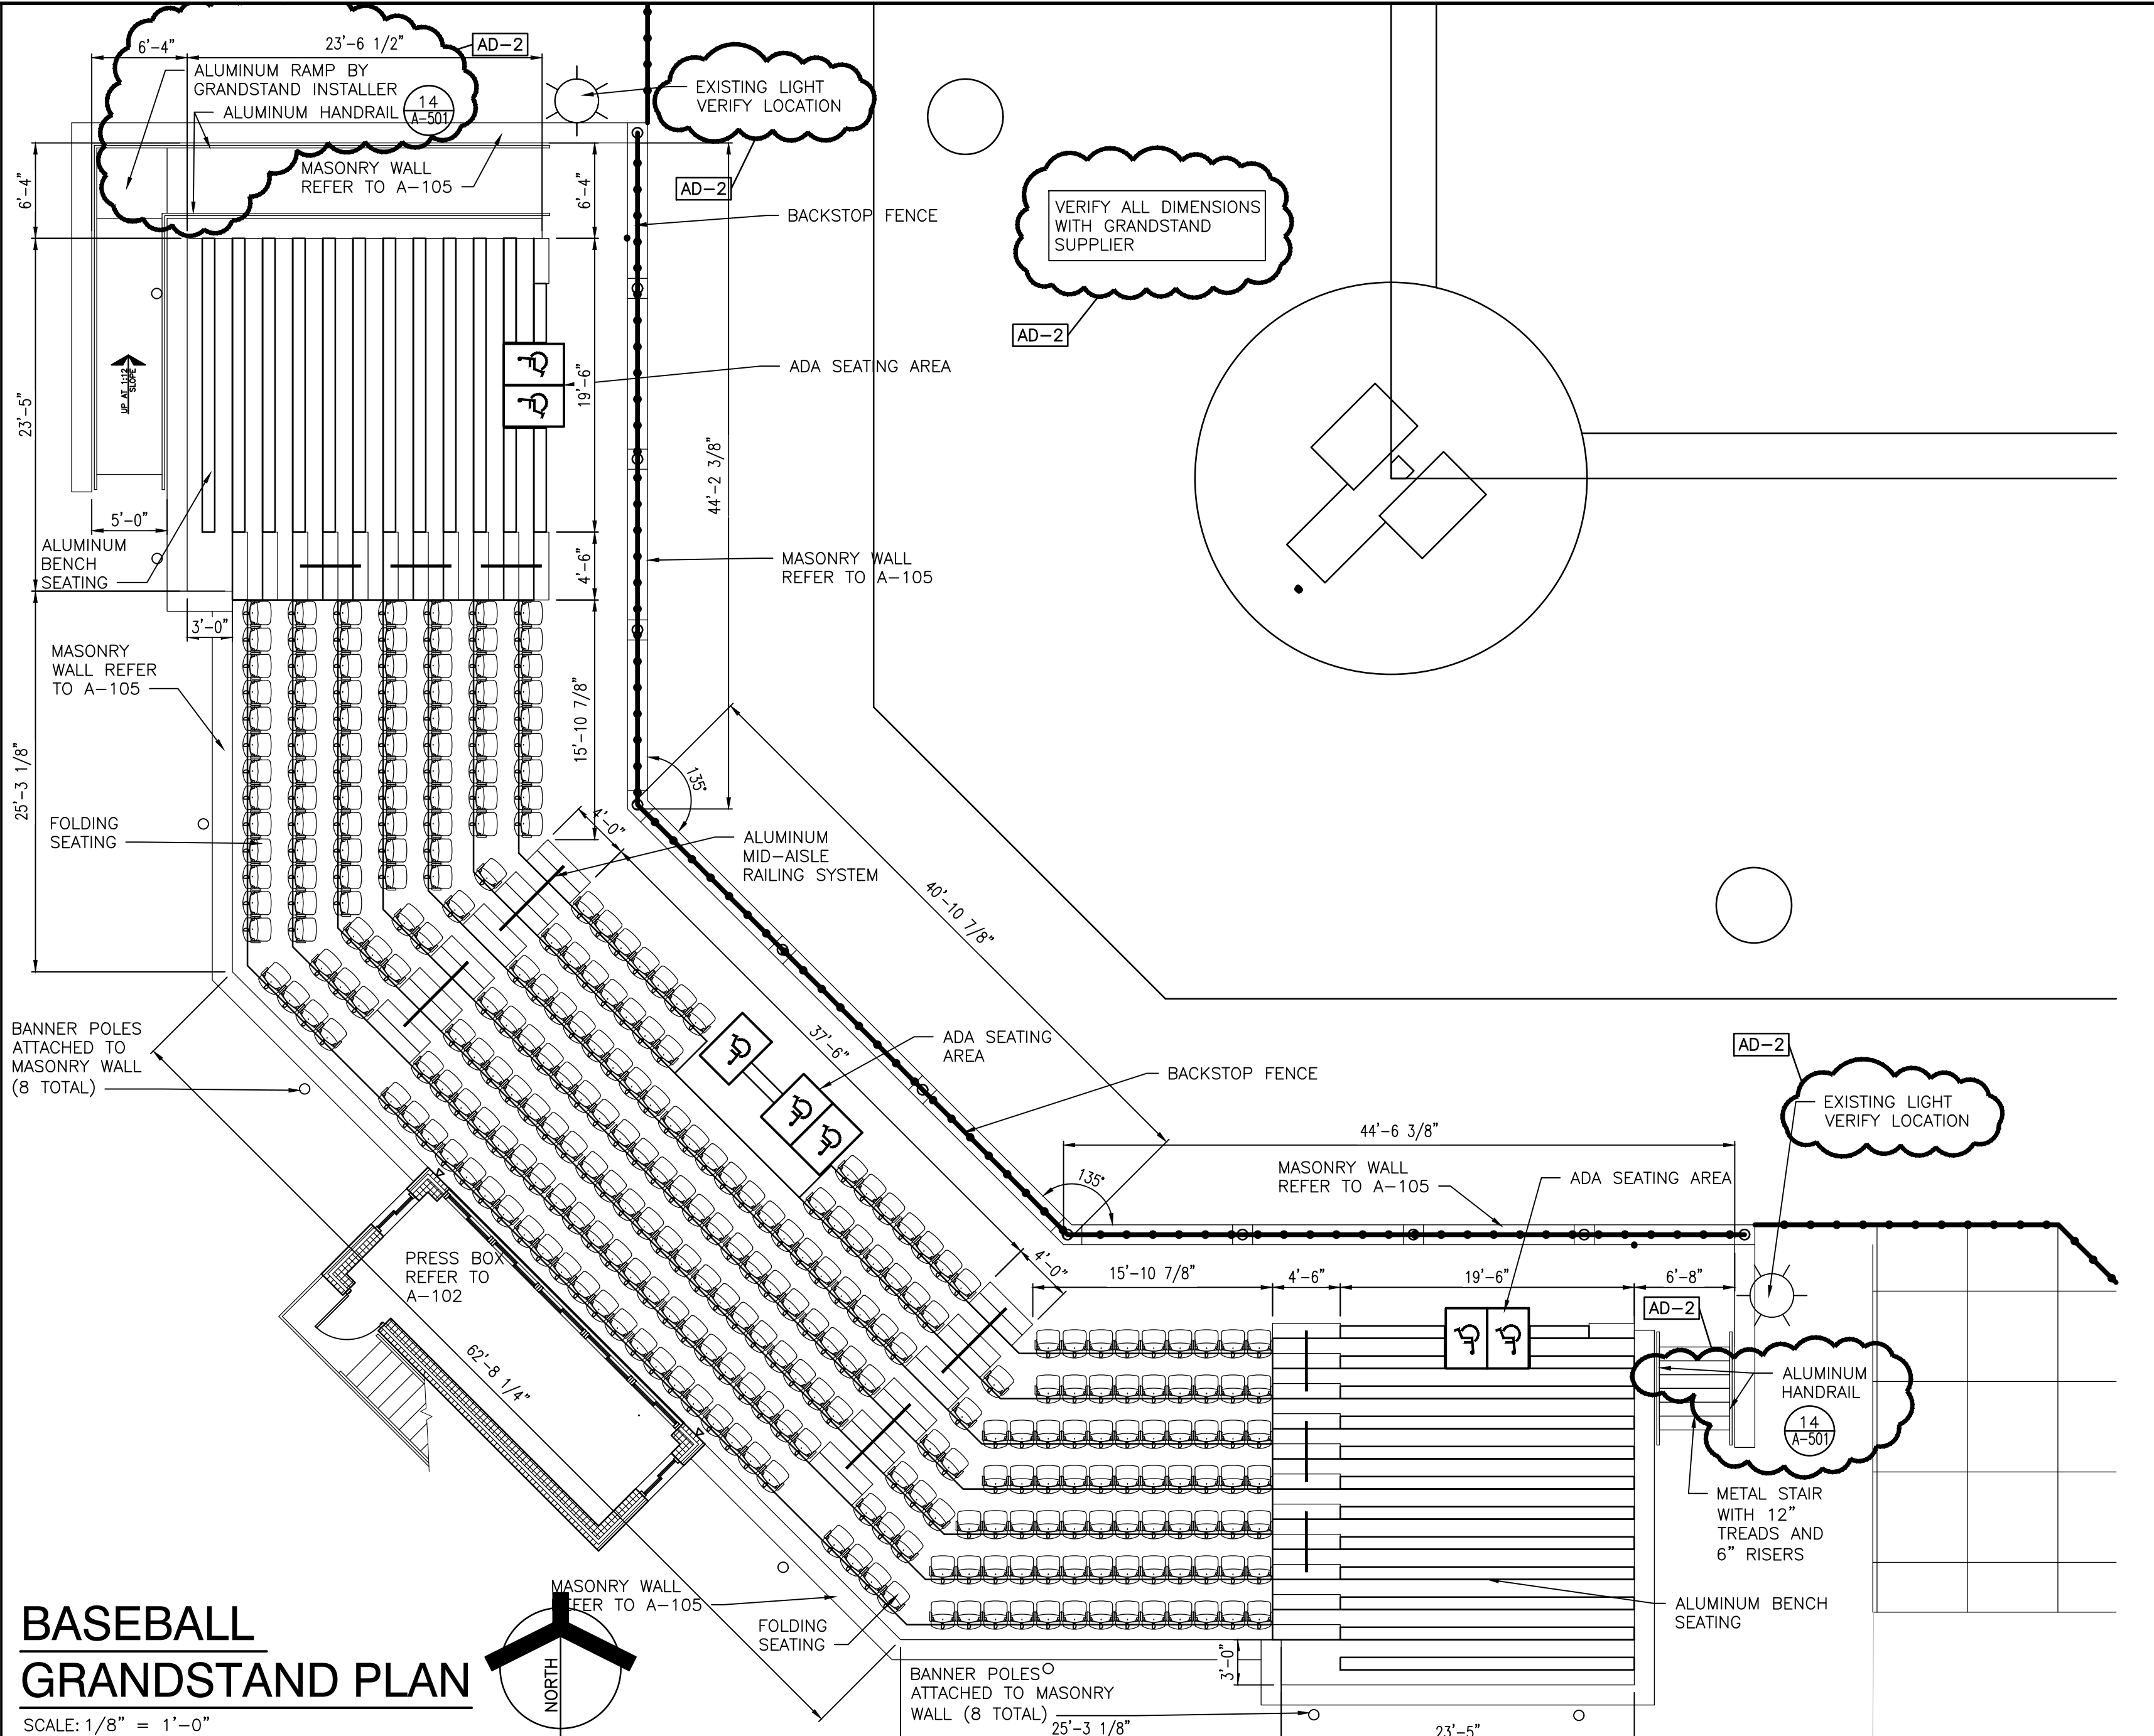 6'-4"
23'-6 1/2"
AD-2
ALUMINUM RAMP BY
GRANDSTAND INSTALLER
ALUMINUM HANDRAIL
14
A-501
EXISTING LIGHT
VERIFY LOCATION
AD-2
MASONRY WALL
REFER TO A-105
6'-4"
6'-4"
BACKSTOP FENCE
VERIFY ALL DIMENSIONS
WITH GRANDSTAND
SUPPLIER
AD-2
UP AT 1:12
SLOPE
ADA SEATING AREA
19'-6"
23'-5"
44'-2 3/8"
5'-0"
ALUMINUM
BENCH
SEATING
4'-6"
MASONRY WALL
REFER TO A-105
3'-0"
MASONRY
WALL REFER
TO A-105
15'-10 7/8"
25'-3 1/8"
135°
FOLDING
SEATING
4'-0"
ALUMINUM
MID-AISLE
RAILING SYSTEM
40'-10 7/8"
37'-6"
BANNER POLES
ATTACHED TO
MASONRY WALL
(8 TOTAL)
ADA SEATING
AREA
BACKSTOP FENCE
AD-2
EXISTING LIGHT
VERIFY LOCATION
44'-6 3/8"
MASONRY WALL
REFER TO A-105
ADA SEATING AREA
135°
4'-0"
15'-10 7/8"
4'-6"
19'-6"
6'-8"
AD-2
PRESS BOX
REFER TO
A-102
62'-8 1/4"
ALUMINUM
HANDRAIL
14
A-501
METAL STAIR
WITH 12"
TREADS AND
6" RISERS
ALUMINUM BENCH
SEATING
MASONRY WALL
REFER TO A-105
FOLDING
SEATING
3'-0"
BANNER POLES
ATTACHED TO MASONRY
WALL (8 TOTAL)
25'-3 1/8"
23'-5"
BASEBALL
GRANDSTAND PLAN
SCALE: 1/8" = 1'-0"
NORTH